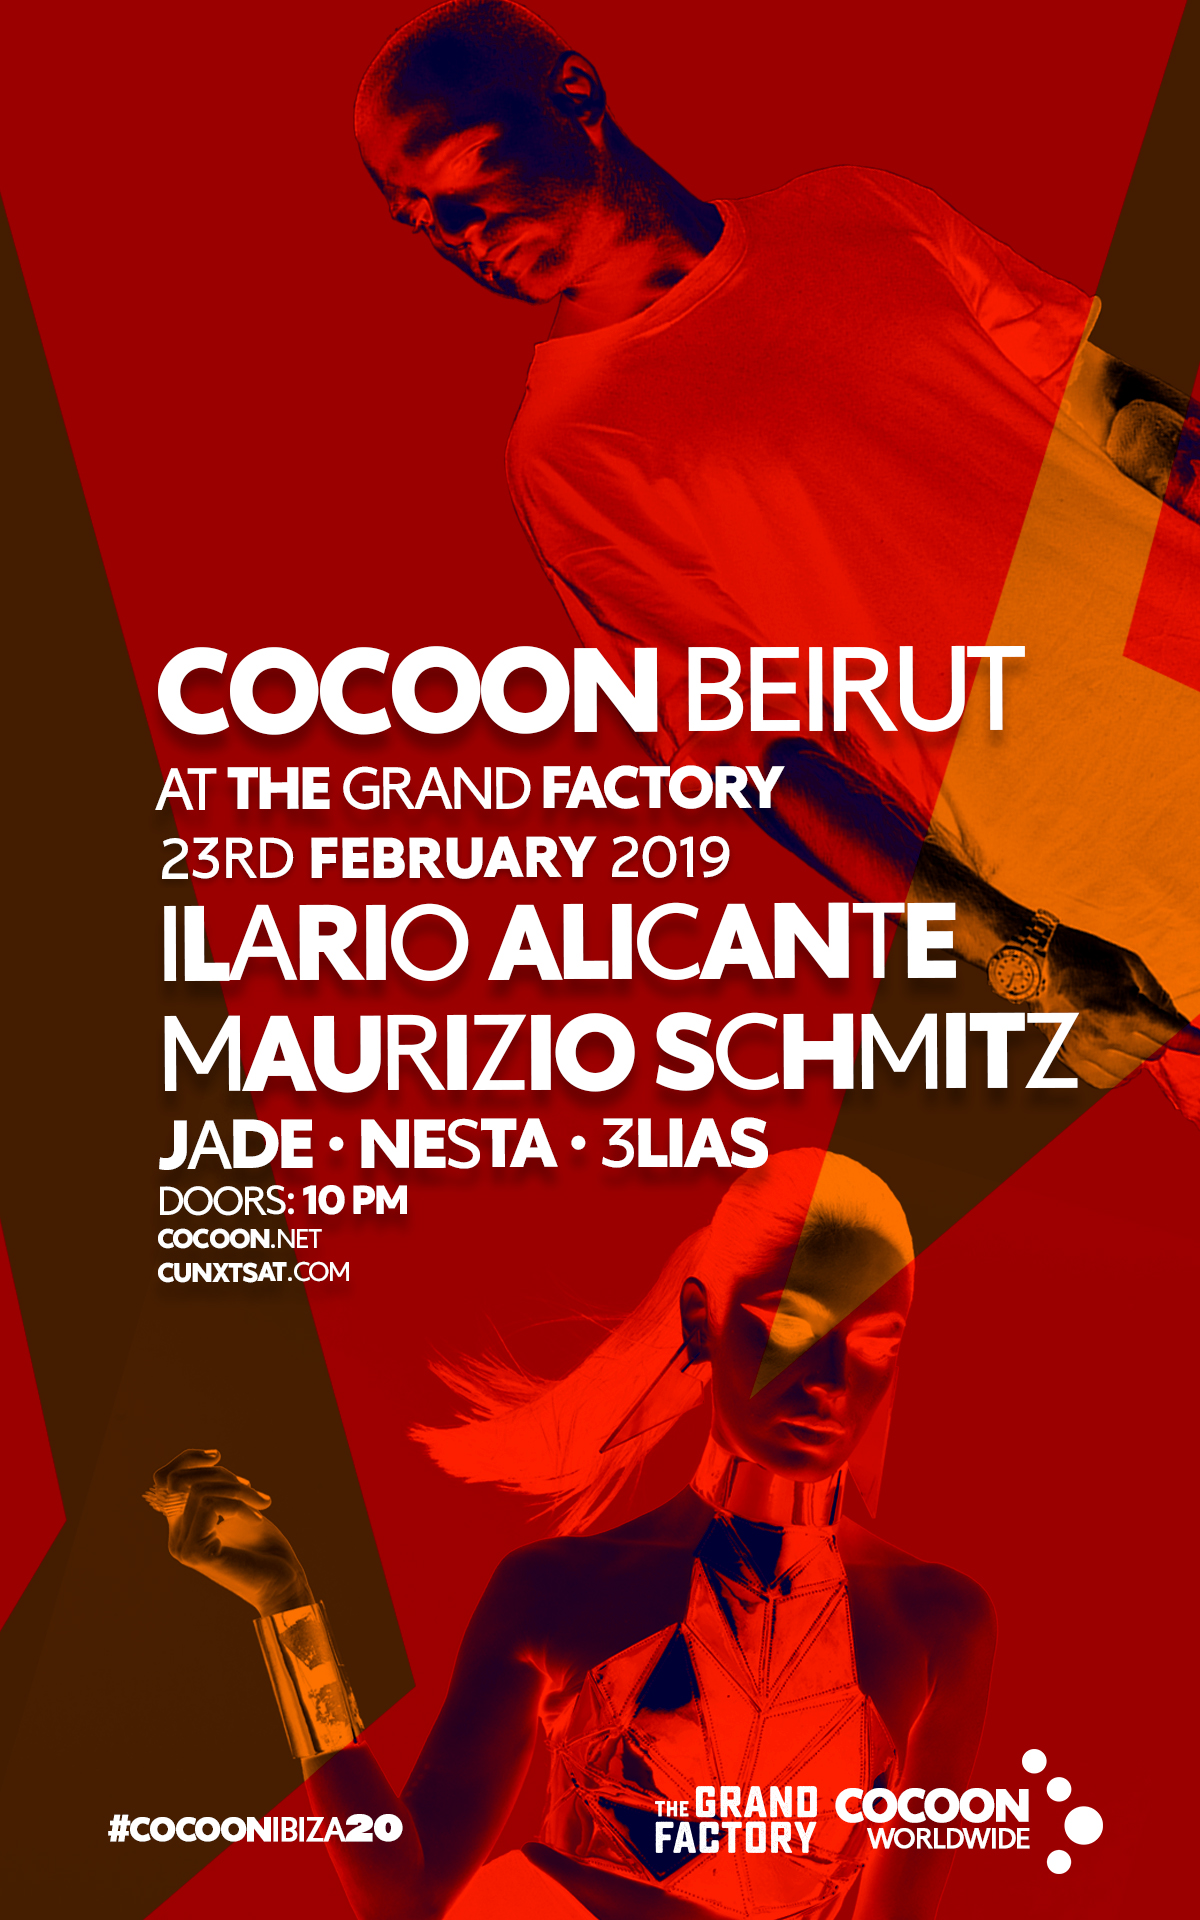 COCOON BEIRUT
AT THE GRAND FACTORY
23RD FEBRUARY 2019
ILARIO ALICANTE
MAURIZIO SCHMITZ
JADE • NESTA • 3LIAS
DOORS: 10 PM
COCOON.NET
CUNXTSAT.COM
#COCOONIBIZA20
THE GRAND
FACTORY
COCOON
WORLDWIDE